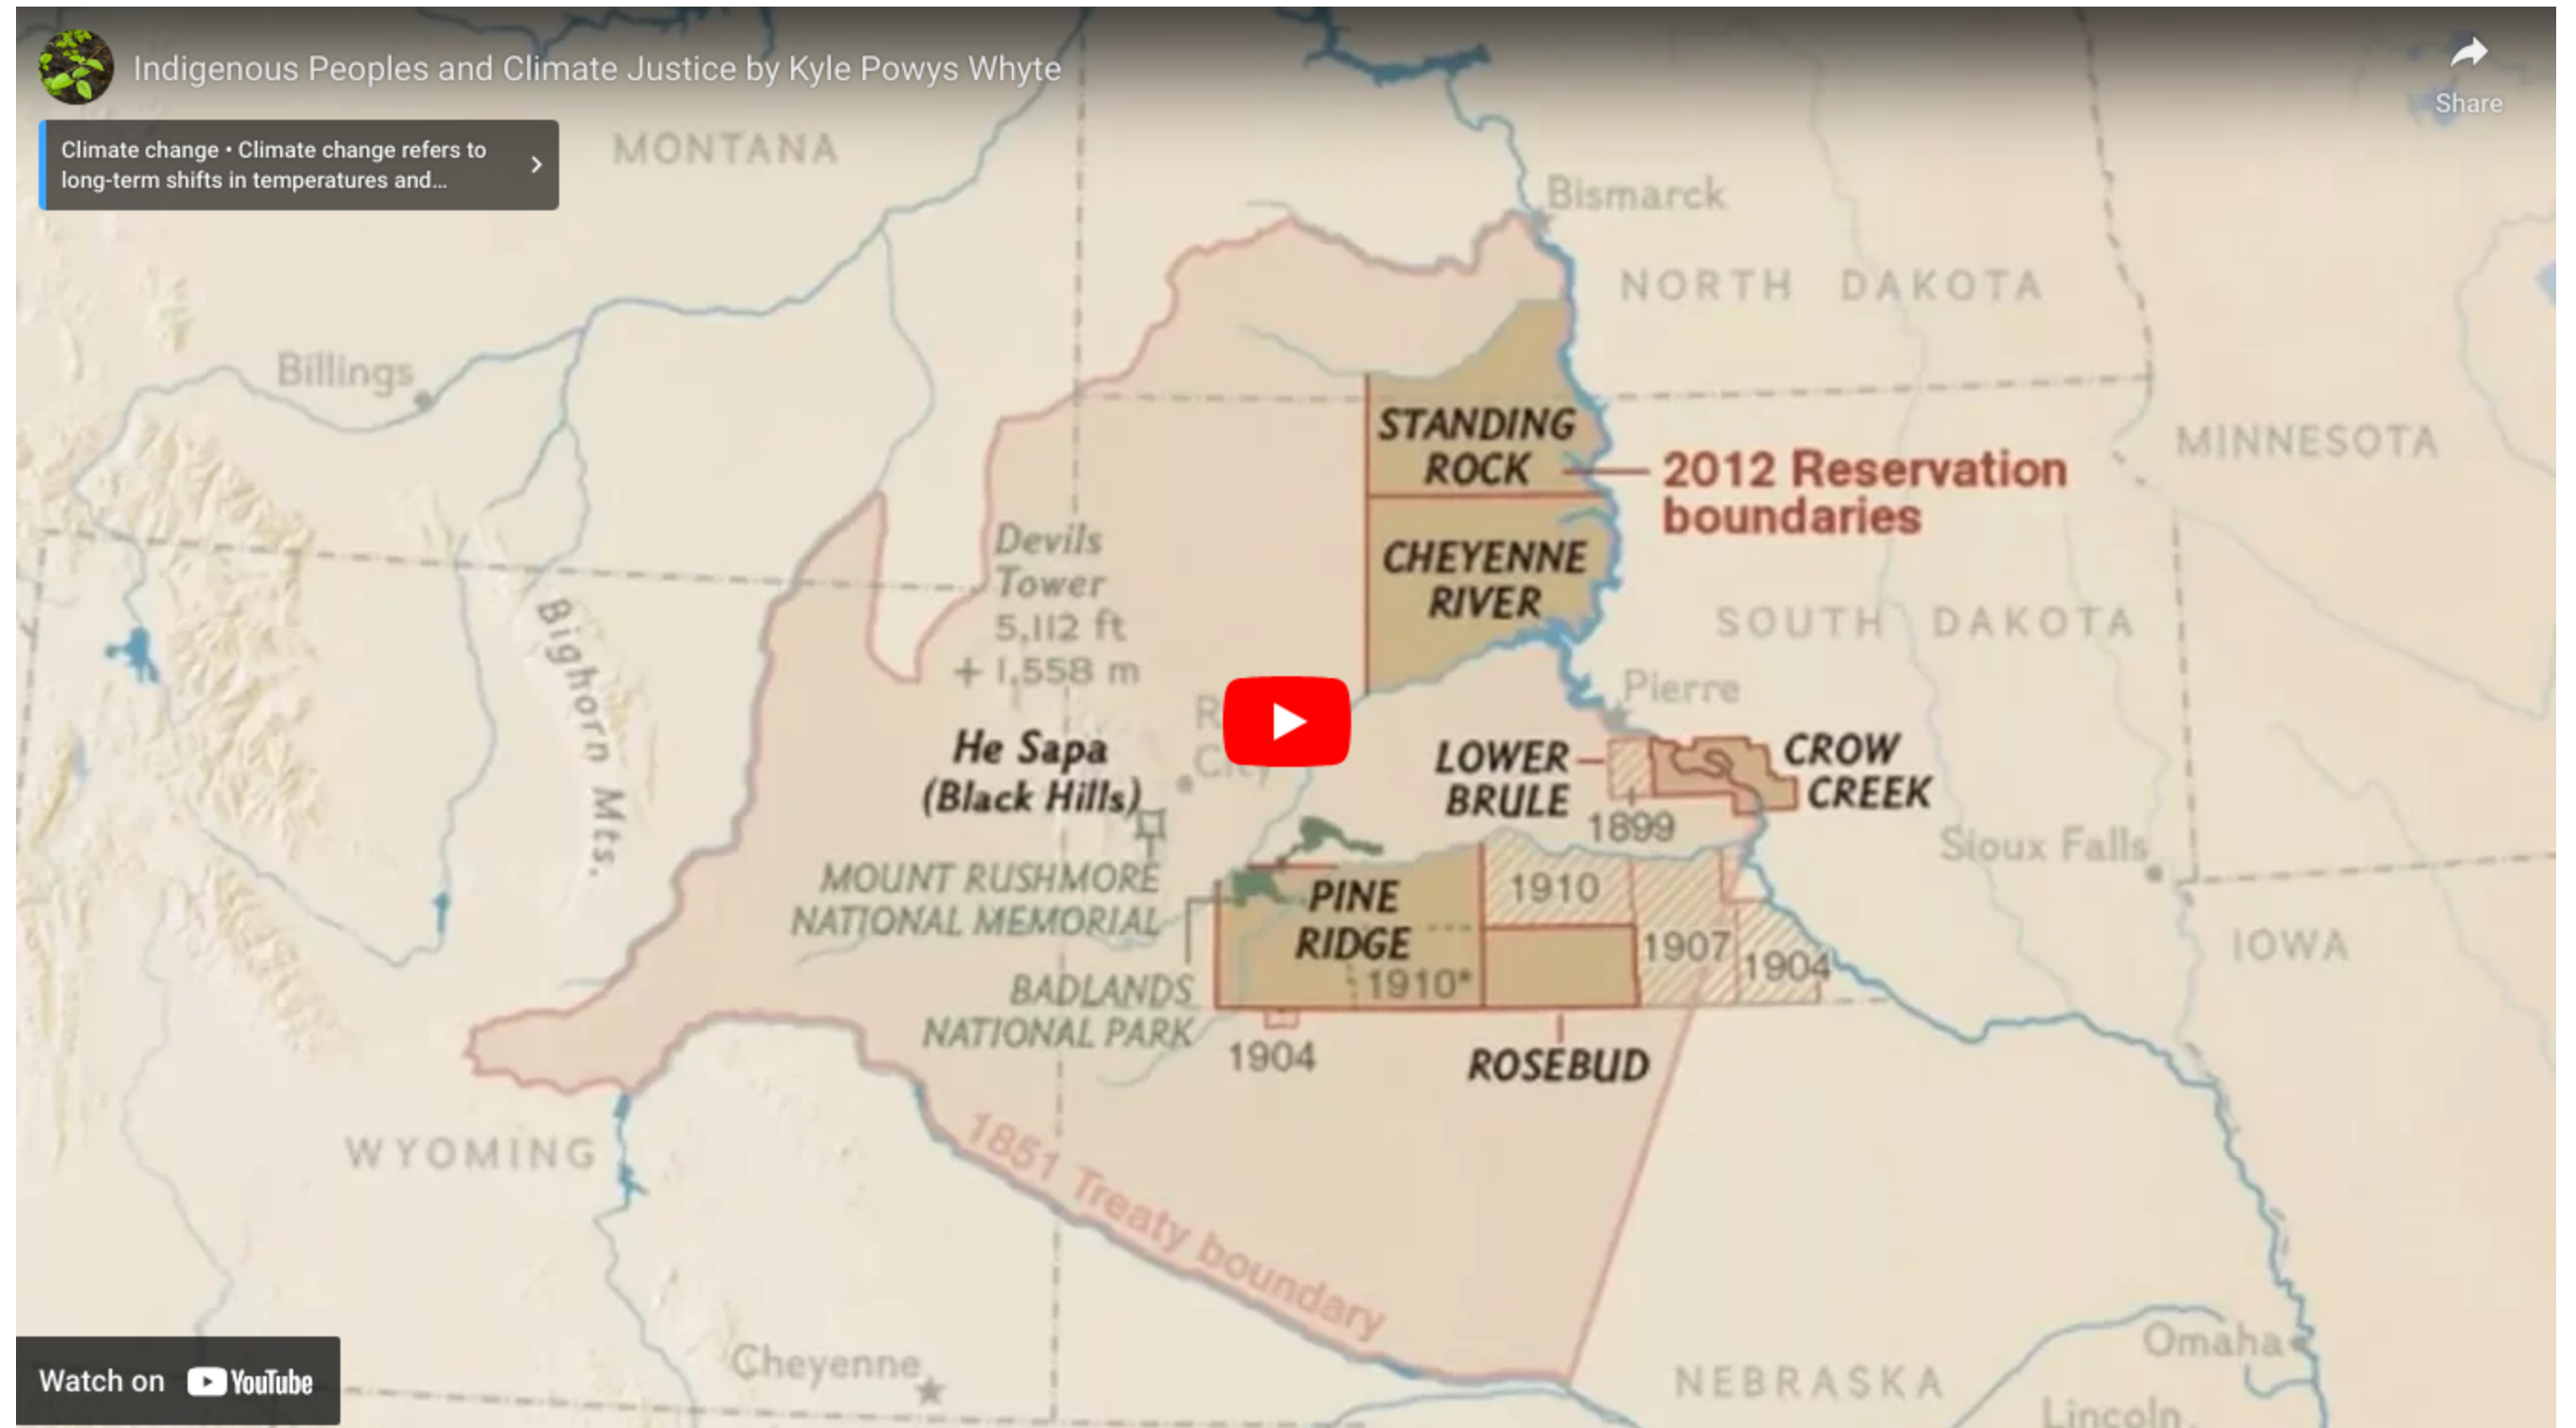 Indigenous Peoples and Climate Justice by Kyle Powys Whyte
Share
Climate change • Climate change refers to
long-term shifts in temperatures and...
MONTANA
Bismarck
NORTH DAKOTA
Billings
STANDING
ROCK
2012 Reservation
boundaries
MINNESOTA
Devils
Tower
5,112 ft
+ 1,558 m
CHEYENNE
RIVER
SOUTH DAKOTA
Bighorn Mts.
Pierre
He Sapa
(Black Hills)
City
LOWER
BRULE
1899
CROW
CREEK
Sioux Falls
MOUNT RUSHMORE
NATIONAL MEMORIAL
PINE
RIDGE
1910*
1910
1907
1904
IOWA
BADLANDS
NATIONAL PARK
1904
ROSEBUD
1851 Treaty boundary
WYOMING
Cheyenne
NEBRASKA
Omaha
Lincoln
Watch on YouTube